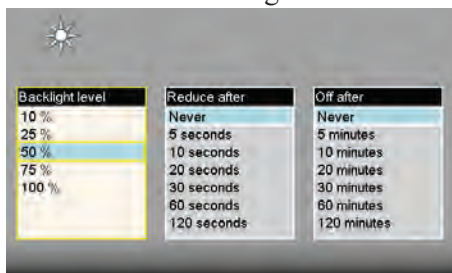 Backlight level
10 %
25 %
50 %
75 %
100 %
Reduce after
Never
5 seconds
10 seconds
20 seconds
30 seconds
60 seconds
120 seconds
Off after
Never
5 minutes
10 minutes
20 minutes
30 minutes
60 minutes
120 minutes